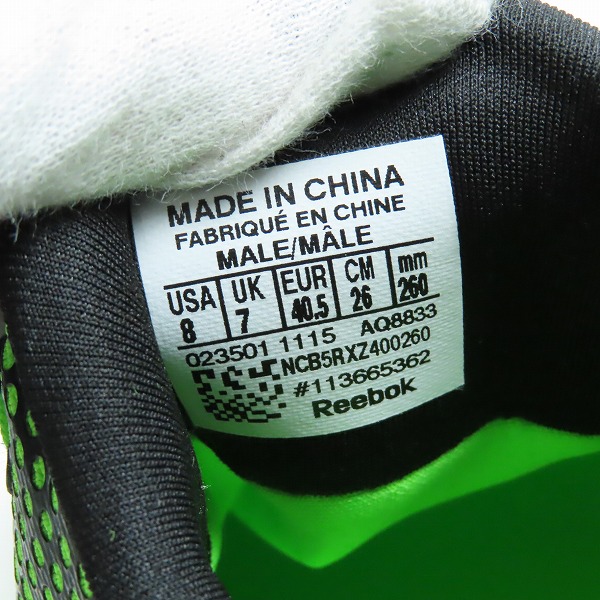 MADE IN CHINA
FABRIQUÉ EN CHINE
MALE/MÂLE
USA UK EUR CM mm
8 7 40.5 26 260
023501 1115 AQ8833
NCB5RXZ400260
#113665362
Reebok